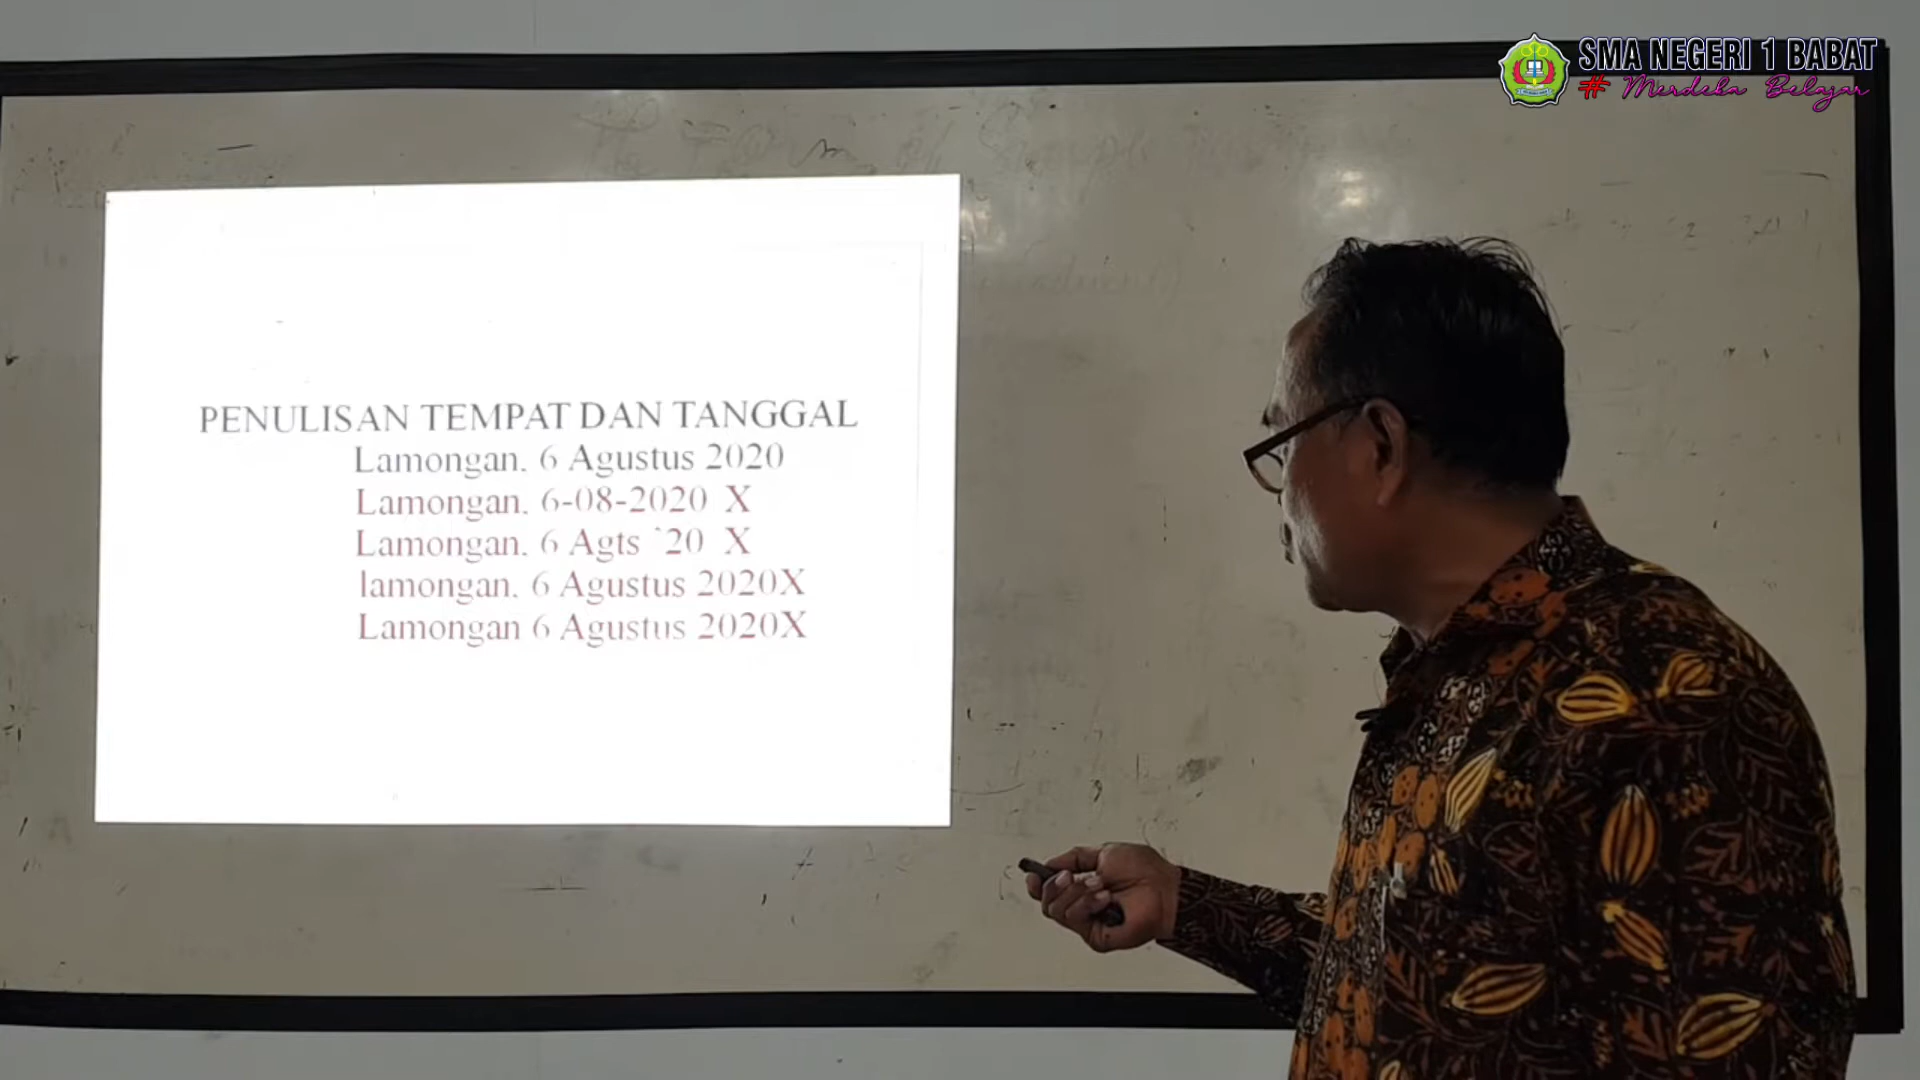 SMA NEGERI 1 BABAT
# Merdeka Belajar
PENULISAN TEMPAT DAN TANGGAL
Lamongan, 6 Agustus 2020
Lamongan, 6-08-2020 X
Lamongan, 6 Agts `20 X
lamongan, 6 Agustus 2020X
Lamongan 6 Agustus 2020X